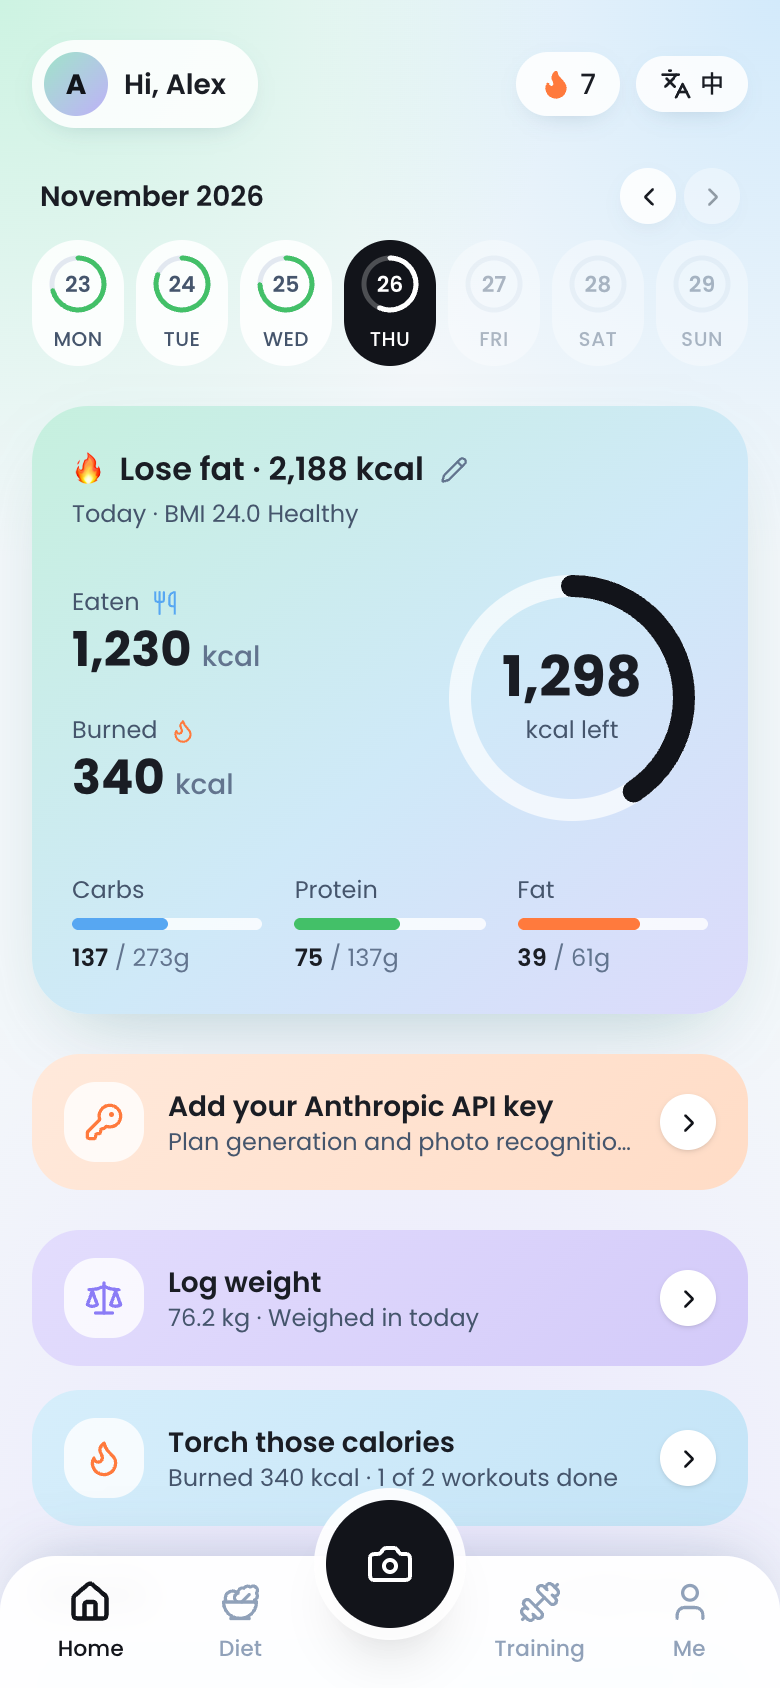 A Hi, Alex
7
文A 中
November 2026
23 24 25 26 27 28 29
MON TUE WED THU FRI SAT SUN
🔥 Lose fat · 2,188 kcal
Today · BMI 24.0 Healthy
Eaten
1,230 kcal
Burned
340 kcal
1,298
kcal left
Carbs
137 / 273g
Protein
75 / 137g
Fat
39 / 61g
Add your Anthropic API key
Plan generation and photo recognitio...
Log weight
76.2 kg · Weighed in today
Torch those calories
Burned 340 kcal · 1 of 2 workouts done
Home
Diet
Training
Me